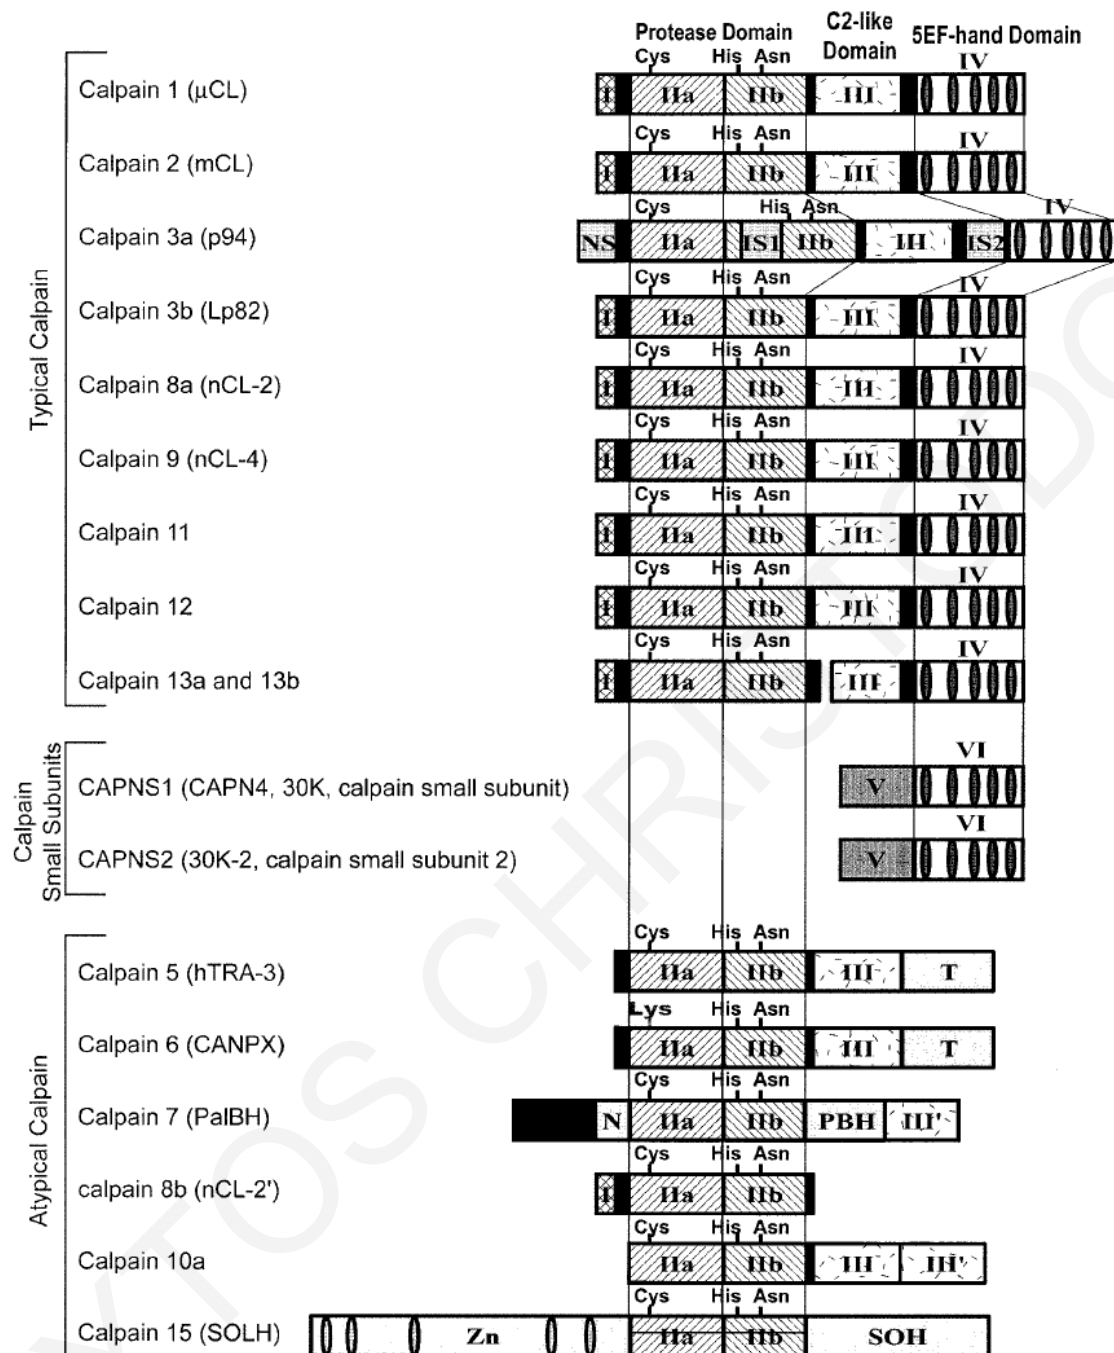 Protease Domain
C2-like
Domain
5EF-hand Domain
Typical Calpain
Cys His Asn IV
Calpain 1 (μCL) I IIa IIb III
Cys His Asn IV
Calpain 2 (mCL) I IIa IIb III
Cys His Asn IV
Calpain 3a (p94) NS IIa IS1 IIb III IS2
Cys His Asn IV
Calpain 3b (Lp82) I IIa IIb III
Cys His Asn IV
Calpain 8a (nCL-2) I IIa IIb III
Cys His Asn IV
Calpain 9 (nCL-4) I IIa IIb III
Cys His Asn IV
Calpain 11 I IIa IIb III
Cys His Asn IV
Calpain 12 I IIa IIb III
Cys His Asn IV
Calpain 13a and 13b I IIa IIb III
Calpain
Small Subunits
VI
CAPNS1 (CAPN4, 30K, calpain small subunit) V
VI
CAPNS2 (30K-2, calpain small subunit 2) V
Atypical Calpain
Cys His Asn
Calpain 5 (hTRA-3) IIa IIb III T
Lys His Asn
Calpain 6 (CANPX) IIa IIb III T
Cys His Asn
Calpain 7 (PalBH) N IIa IIb PBH III'
Cys His Asn
calpain 8b (nCL-2') I IIa IIb
Cys His Asn
Calpain 10a IIa IIb III III'
Cys His Asn
Calpain 15 (SOLH) Zn IIa IIb SOH